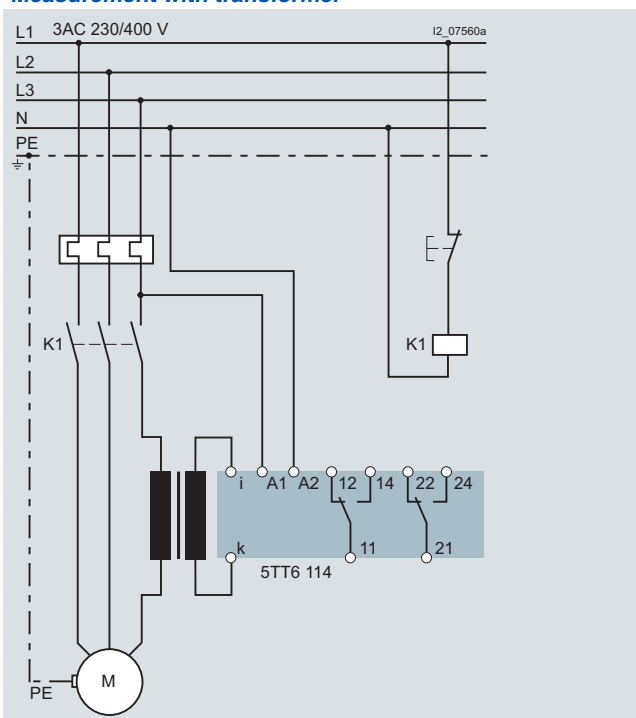 Measurement with transformer
L1 3AC 230/400 V
I2_07560a
L2
L3
N
PE
K1
K1
i A1 A2 12 14 22 24
k 11 21
5TT6 114
M
PE